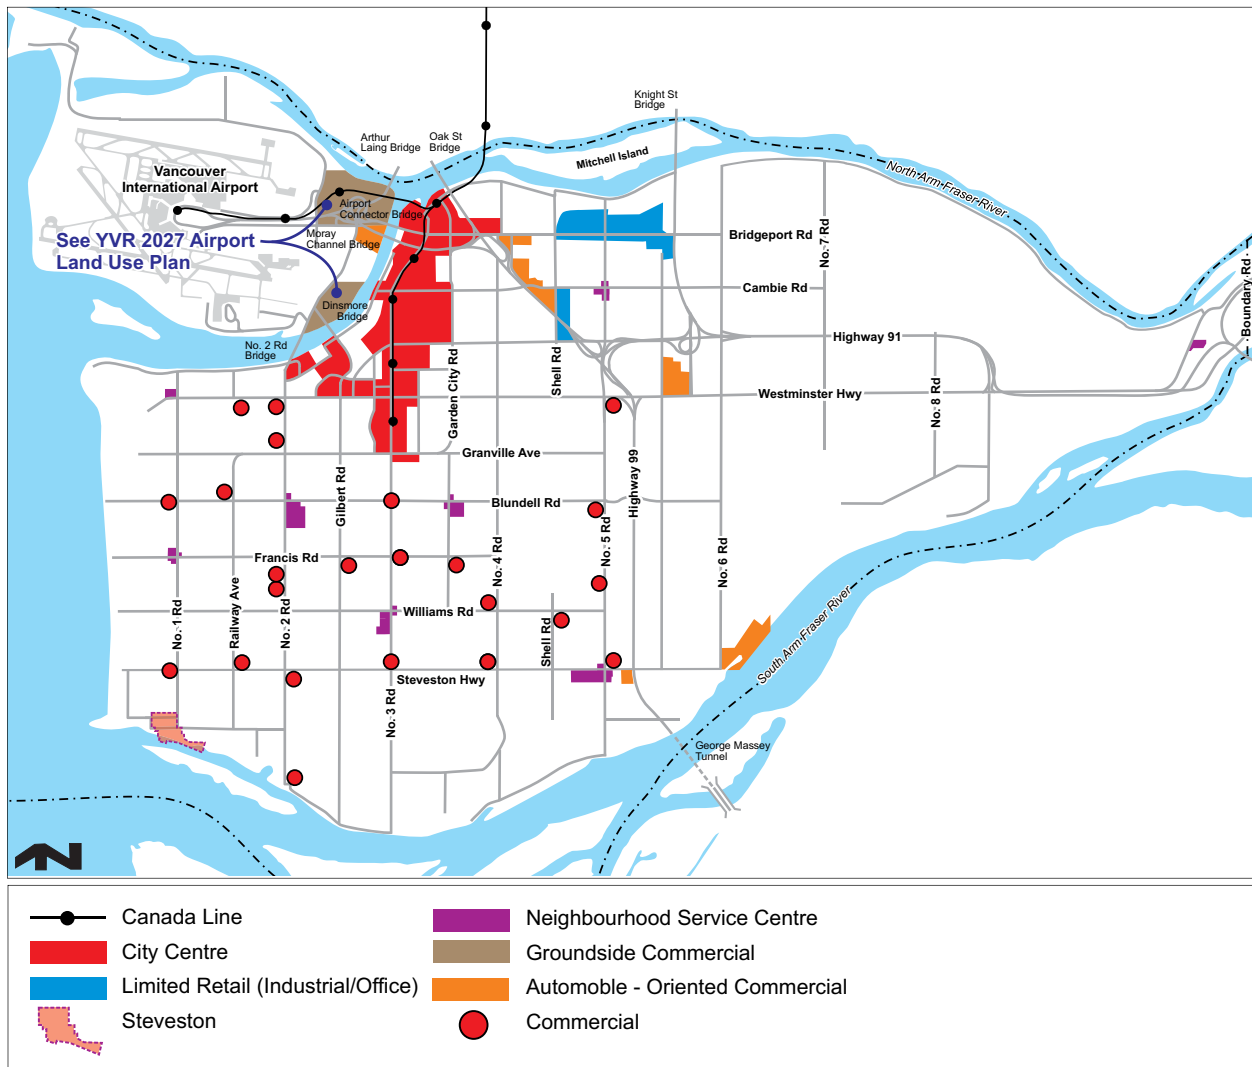 Knight St
Bridge
Arthur
Laing Bridge
Oak St
Bridge
Mitchell Island
North Arm Fraser River
Vancouver
International Airport
Airport
Connector Bridge
Moray
Channel Bridge
See YVR 2027 Airport
Land Use Plan
Bridgeport Rd
No. 7 Rd
Boundary Rd
Cambie Rd
Dinsmore
Bridge
No. 2 Rd
Bridge
Highway 91
Shell Rd
Garden City Rd
Westminster Hwy
No. 8 Rd
Granville Ave
Gilbert Rd
Highway 99
Blundell Rd
No. 5 Rd
No. 4 Rd
No. 6 Rd
Francis Rd
No. 1 Rd
Railway Ave
No. 2 Rd
Williams Rd
Shell Rd
South Arm Fraser River
Steveston Hwy
No. 3 Rd
George Massey
Tunnel
N
Canada Line
City Centre
Limited Retail (Industrial/Office)
Steveston
Neighbourhood Service Centre
Groundside Commercial
Automoble - Oriented Commercial
Commercial